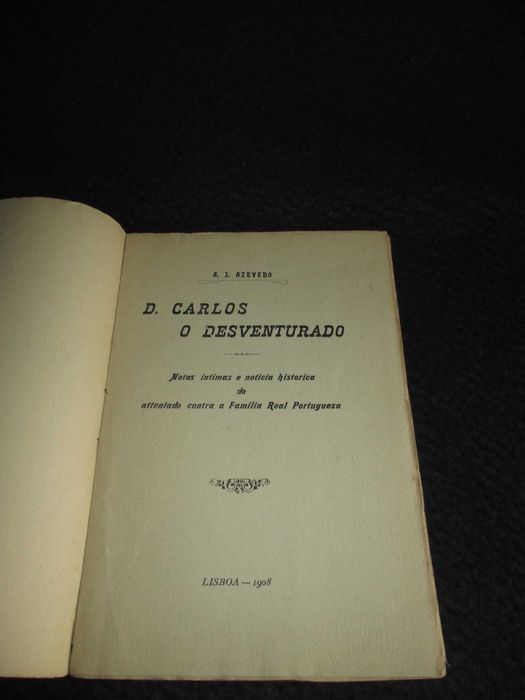 A. J. AZEVEDO
D. CARLOS
O DESVENTURADO
Notas intimas e noticia historica
do
attentado contra a Familia Real Portugueza
LISBOA — 1908